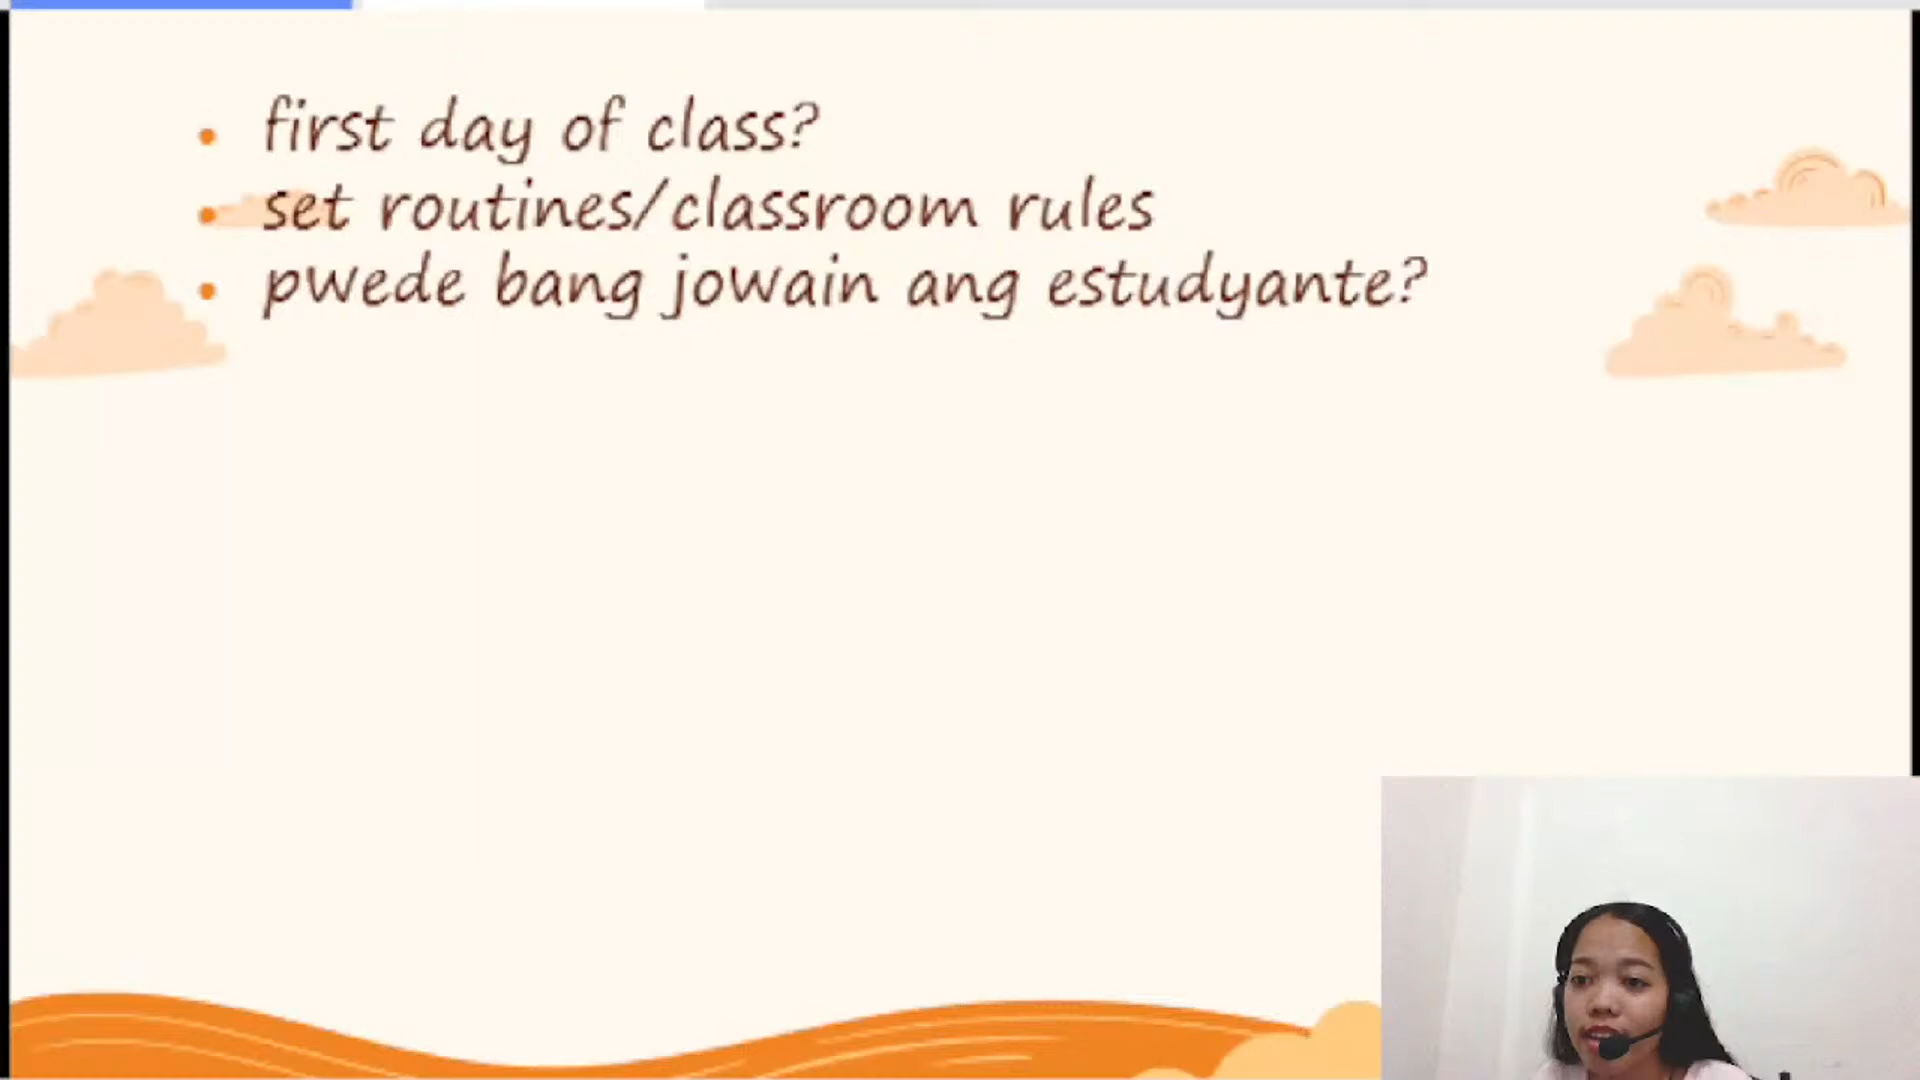 first day of class?
set routines/classroom rules
pwede bang jowain ang estudyante?